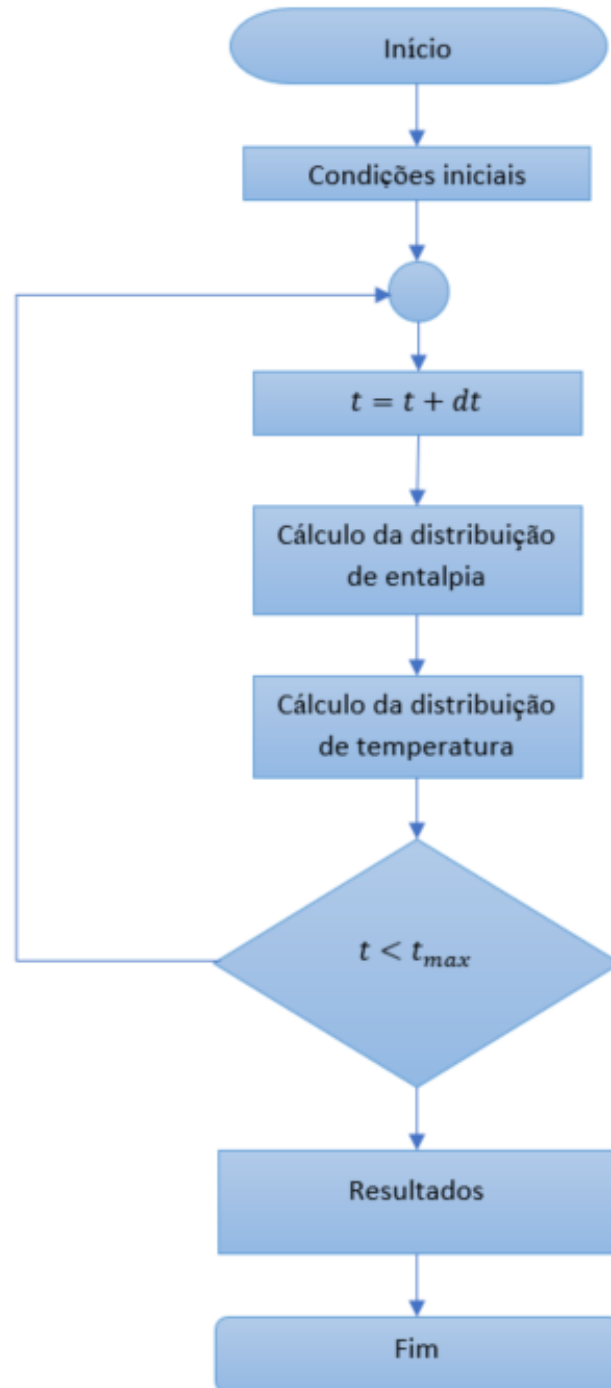 Início
Condições iniciais
t = t + dt
Cálculo da distribuição
de entalpia
Cálculo da distribuição
de temperatura
t < t_max
Resultados
Fim